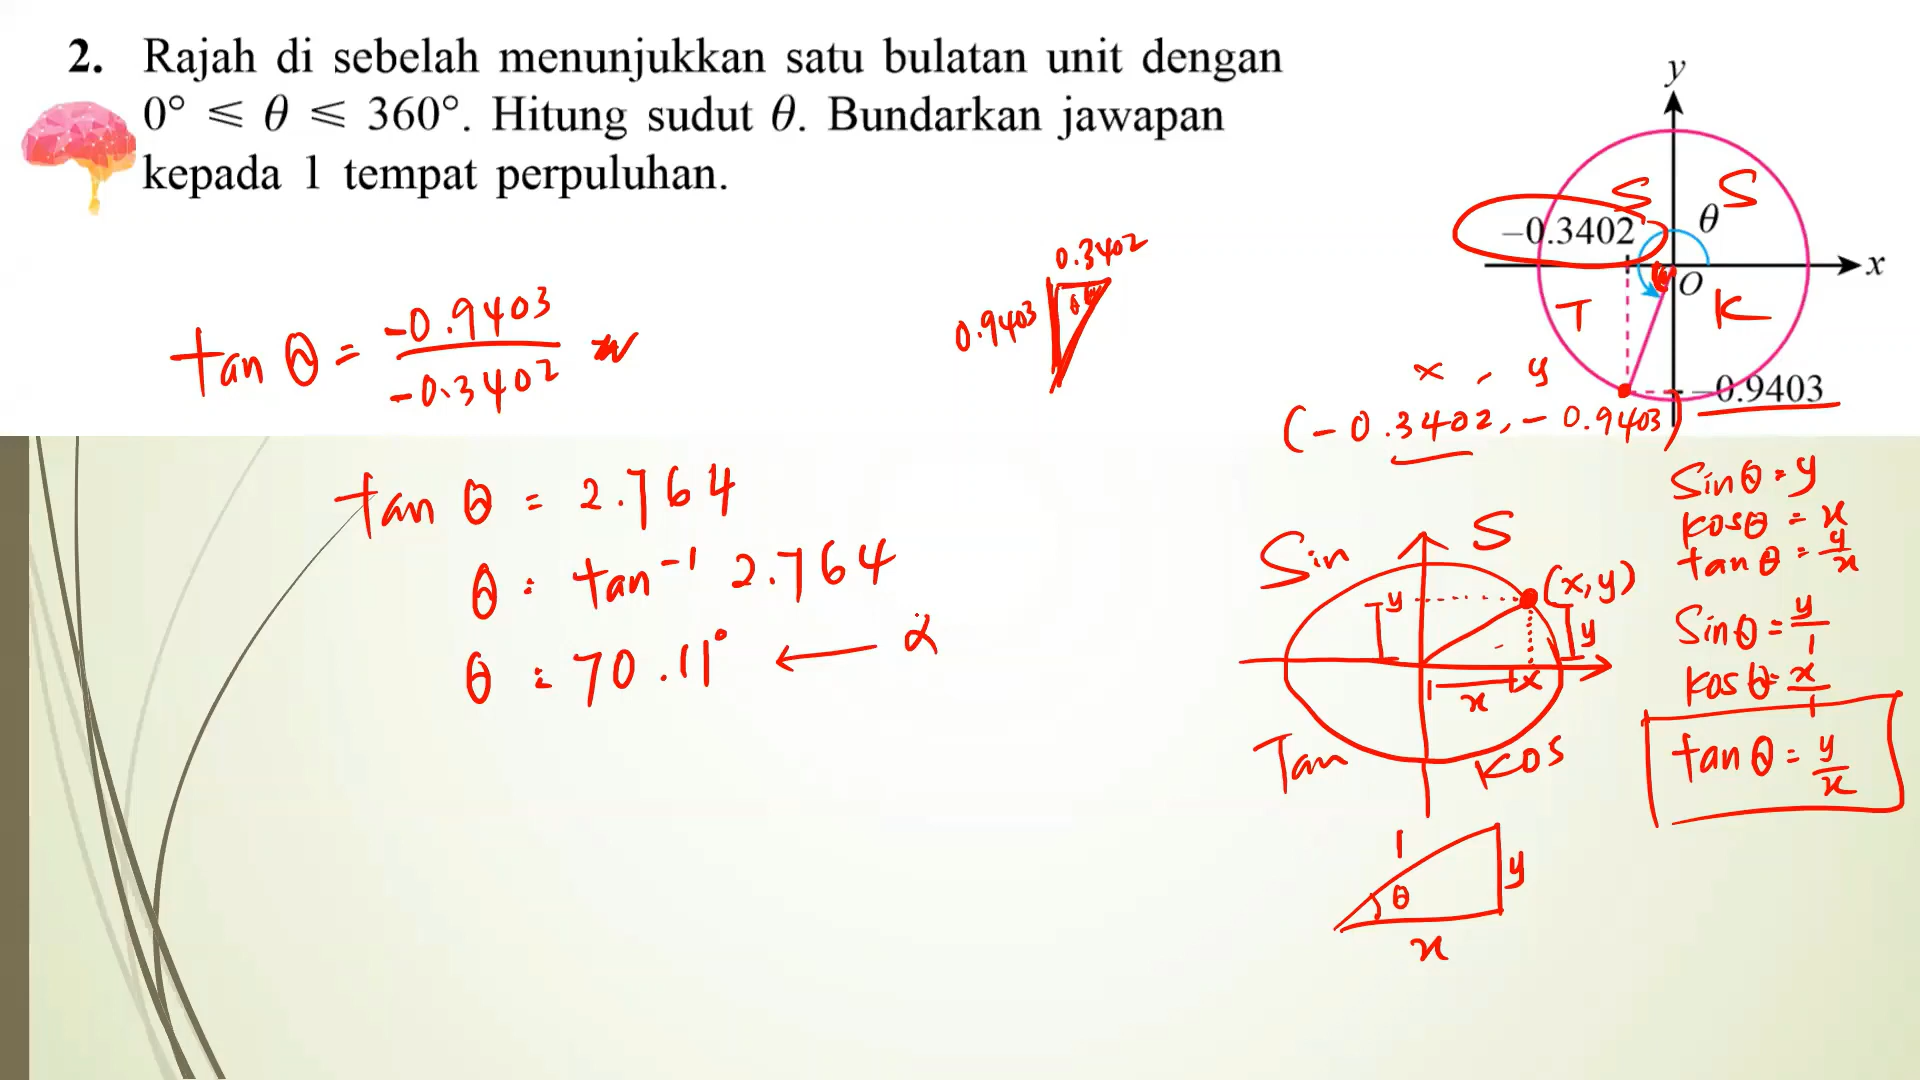 2. Rajah di sebelah menunjukkan satu bulatan unit dengan
0° ⩽ θ ⩽ 360°. Hitung sudut θ. Bundarkan jawapan
kepada 1 tempat perpuluhan.
y
S
S
−0.3402
θ
x
O
T
K
−0.9403
x , y
(-0.3402, -0.9403)
0.3402
0.9403
θ
tan θ = -0.9403 / -0.3402
tan θ = 2.764
θ = tan⁻¹ 2.764
θ = 70.11° ← α
Sin θ = y
kos θ = x
tan θ = y/x
Sin θ = y/1
kos θ = x/1
tan θ = y/x
Sin
S
y
(x,y)
y
x
x
Tan
kos
1
y
θ
x